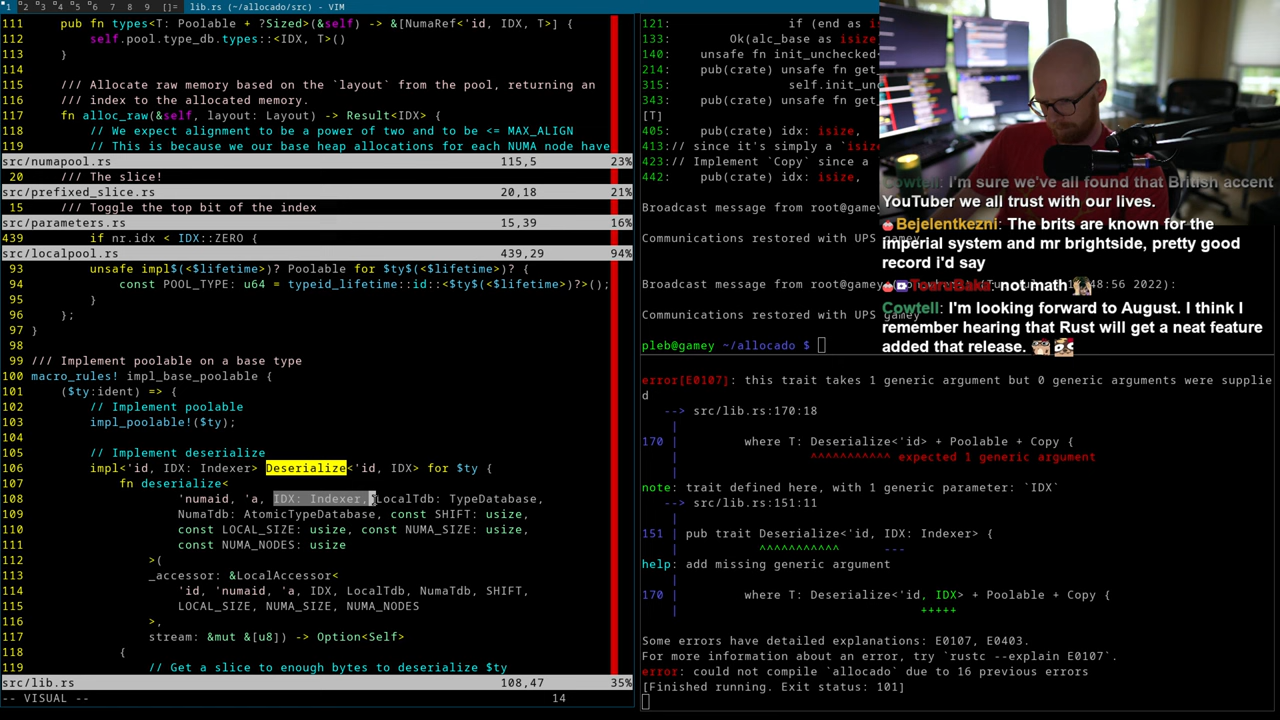 1 2 3 4 5 6 7 8 9 []= lib.rs (~/allocado/src) - VIM
111     pub fn types<T: Poolable + ?Sized>(&self) -> &[NumaRef<'id, IDX, T>] {
112         self.pool.type_db.types::<IDX, T>()
113     }
114
115     /// Allocate raw memory based on the `layout` from the pool, returning an
116     /// index to the allocated memory.
117     fn alloc_raw(&self, layout: Layout) -> Result<IDX> {
118         // We expect alignment to be a power of two and to be <= MAX_ALIGN
119         // This is because we our base heap allocations for each NUMA node have
src/numapool.rs 115,5 23%
20     /// The slice!
src/prefixed_slice.rs 20,18 21%
15     /// Toggle the top bit of the index
src/parameters.rs 15,39 16%
439         if nr.idx < IDX::ZERO {
src/localpool.rs 439,29 94%
93         unsafe impl$(<$lifetime>)? Poolable for $ty$(<$lifetime>)? {
94             const POOL_TYPE: u64 = typeid_lifetime::id::<$ty$(<$lifetime>)?>();
95         }
96     };
97 }
98
99 /// Implement poolable on a base type
100 macro_rules! impl_base_poolable {
101     ($ty:ident) => {
102         // Implement poolable
103         impl_poolable!($ty);
104
105         // Implement deserialize
106         impl<'id, IDX: Indexer> Deserialize<'id, IDX> for $ty {
107             fn deserialize<
108                     'numaid, 'a, IDX: Indexer, LocalTdb: TypeDatabase,
109                     NumaTdb: AtomicTypeDatabase, const SHIFT: usize,
110                     const LOCAL_SIZE: usize, const NUMA_SIZE: usize,
111                     const NUMA_NODES: usize
112                 >(
113                 _accessor: &LocalAccessor<
114                     'id, 'numaid, 'a, IDX, LocalTdb, NumaTdb, SHIFT,
115                     LOCAL_SIZE, NUMA_SIZE, NUMA_NODES
116                 >,
117                 stream: &mut &[u8]) -> Option<Self>
118             {
119                 // Get a slice to enough bytes to deserialize $ty
src/lib.rs 108,47 35%
-- VISUAL -- 14
121:                if (end as is
133:        Ok(alc_base as isize
140:    unsafe fn init_unchecked
214:    pub(crate) unsafe fn get_
315:            self.init_unc
343:    pub(crate) unsafe fn get_
[T]
405:    pub(crate) idx: isize,
413:// since it's simply a `isize
423:// Implement `Copy` since a
442:    pub(crate) idx: isize,
Broadcast message from root@gamey
Communications restored with UPS gamey
Broadcast message from root@gamey 48:56 2022):
Communications restored with UPS gamey
pleb@gamey ~/allocado $
error[E0107]: this trait takes 1 generic argument but 0 generic arguments were supplie
d
--> src/lib.rs:170:18
|
170 |         where T: Deserialize<'id> + Poolable + Copy {
|                  ^^^^^^^^^^^ expected 1 generic argument
|
note: trait defined here, with 1 generic parameter: `IDX`
--> src/lib.rs:151:11
|
151 | pub trait Deserialize<'id, IDX: Indexer> {
|           ^^^^^^^^^^^      ---
help: add missing generic argument
|
170 |         where T: Deserialize<'id, IDX> + Poolable + Copy {
|                                 +++++
Some errors have detailed explanations: E0107, E0403.
For more information about an error, try `rustc --explain E0107`.
error: could not compile `allocado` due to 16 previous errors
[Finished running. Exit status: 101]
Cowtell: I'm sure we've all found that British accent
YouTuber we all trust with our lives.
Bejelentkezni: The brits are known for the
imperial system and mr brightside, pretty good
record i'd say
ToaruBaka: not math
Cowtell: I'm looking forward to August. I think I
remember hearing that Rust will get a neat feature
added that release.